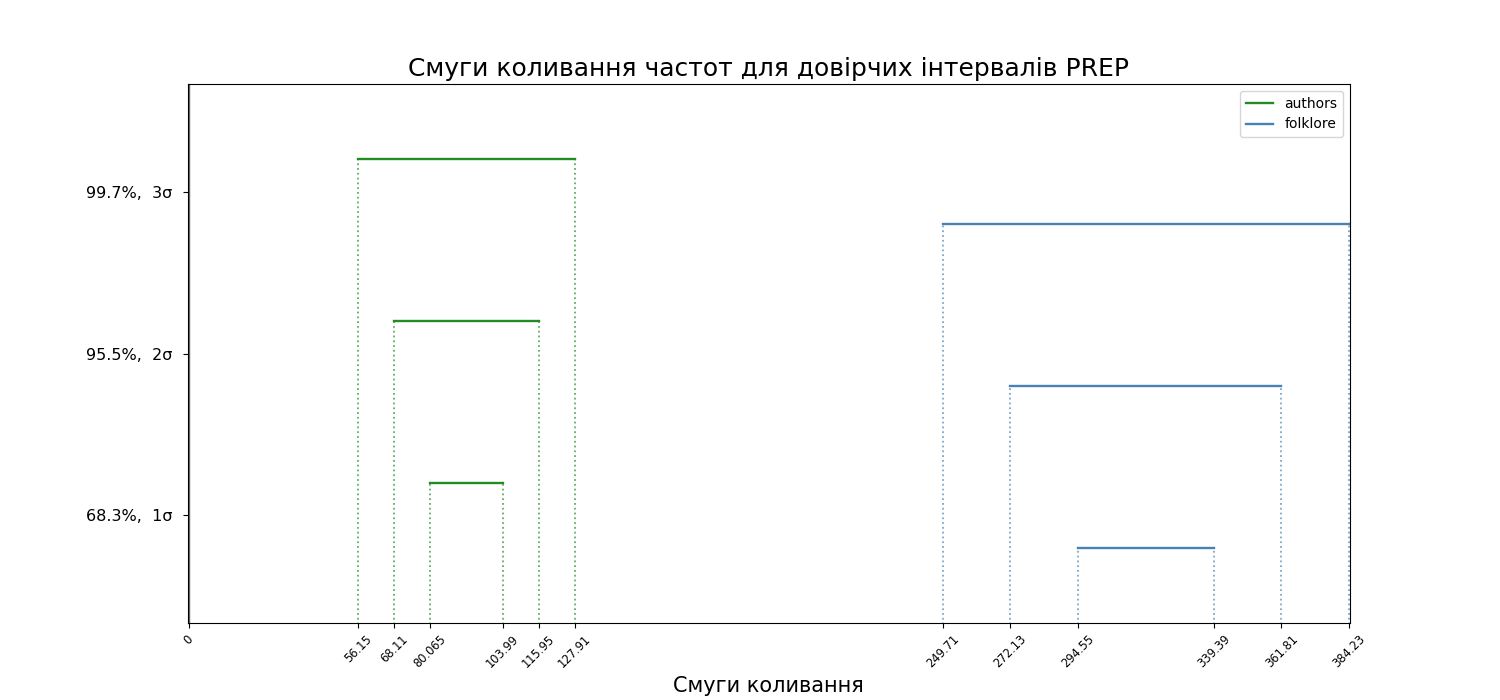 Смуги коливання частот для довірчих інтервалів PREP
authors
folklore
99.7%, 3σ
95.5%, 2σ
68.3%, 1σ
0 56.15 68.11 80.065 103.99 115.95 127.91 249.71 272.13 294.55 339.39 361.81 384.23
Смуги коливання